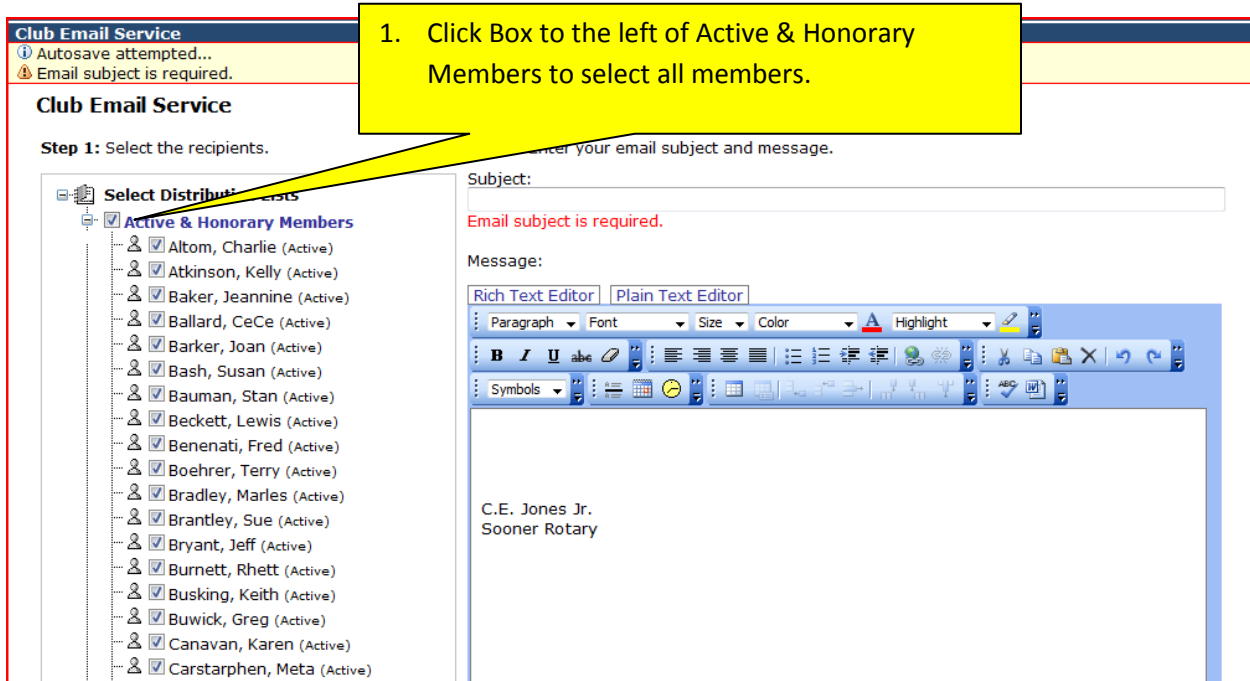 Club Email Service
Autosave attempted...
Email subject is required.
1. Click Box to the left of Active & Honorary
Members to select all members.
Club Email Service
Step 1: Select the recipients.
your email subject and message.
Select Distribution Lists
Active & Honorary Members
Altom, Charlie (Active)
Atkinson, Kelly (Active)
Baker, Jeannine (Active)
Ballard, CeCe (Active)
Barker, Joan (Active)
Bash, Susan (Active)
Bauman, Stan (Active)
Beckett, Lewis (Active)
Benenati, Fred (Active)
Boehrer, Terry (Active)
Bradley, Marles (Active)
Brantley, Sue (Active)
Bryant, Jeff (Active)
Burnett, Rhett (Active)
Busking, Keith (Active)
Buwick, Greg (Active)
Canavan, Karen (Active)
Carstarphen, Meta (Active)
Subject:
Email subject is required.
Message:
Rich Text Editor Plain Text Editor
Paragraph Font Size Color A Highlight
B I U abc
Symbols ABC
C.E. Jones Jr.
Sooner Rotary